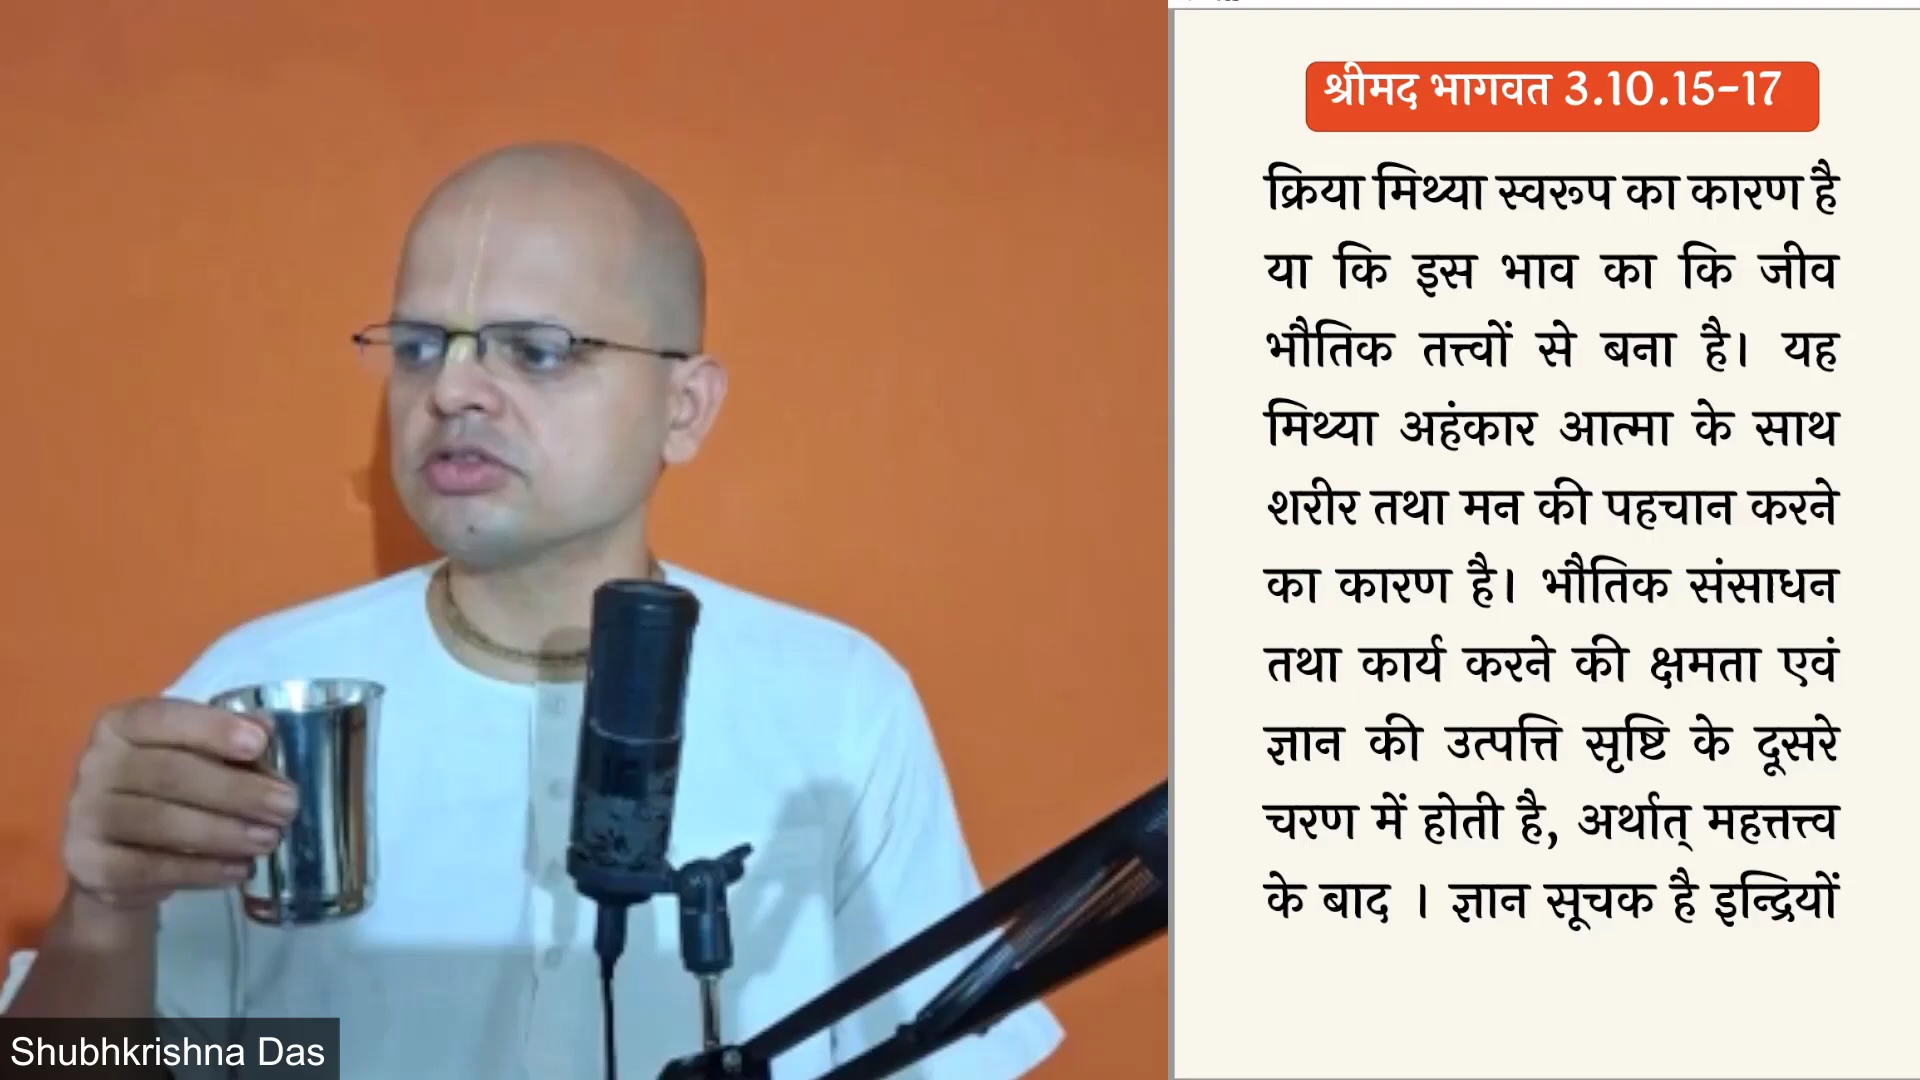 श्रीमद भागवत 3.10.15-17
क्रिया मिथ्या स्वरूप का कारण है
या कि इस भाव का कि जीव
भौतिक तत्त्वों से बना है। यह
मिथ्या अहंकार आत्मा के साथ
शरीर तथा मन की पहचान करने
का कारण है। भौतिक संसाधन
तथा कार्य करने की क्षमता एवं
ज्ञान की उत्पत्ति सृष्टि के दूसरे
चरण में होती है, अर्थात् महत्तत्त्व
के बाद । ज्ञान सूचक है इन्द्रियों
Shubhkrishna Das